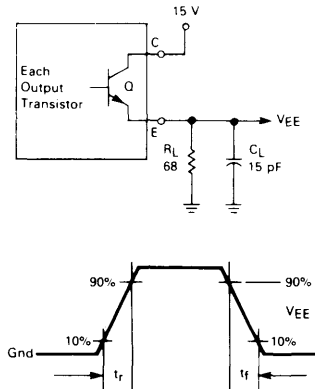 15 V
C
Each
Output
Transistor
Q
E
VEE
RL
68
CL
15 pF
90%
90%
VEE
10%
10%
Gnd
tr
tf